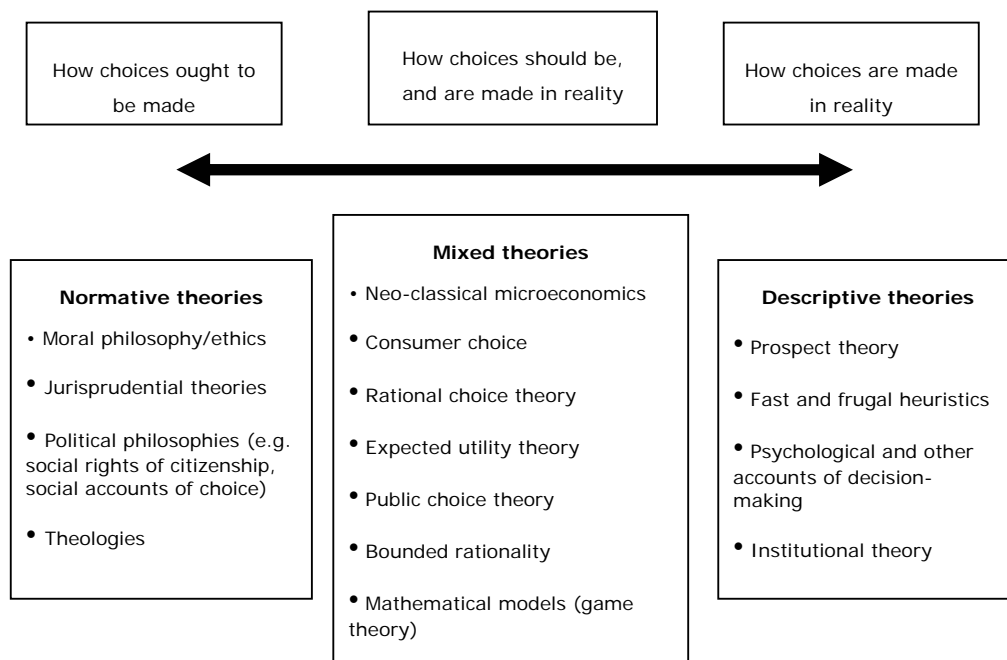 How choices ought to
be made
How choices should be,
and are made in reality
How choices are made
in reality
Normative theories
• Moral philosophy/ethics
• Jurisprudential theories
• Political philosophies (e.g.
social rights of citizenship,
social accounts of choice)
• Theologies
Mixed theories
• Neo-classical microeconomics
• Consumer choice
• Rational choice theory
• Expected utility theory
• Public choice theory
• Bounded rationality
• Mathematical models (game
theory)
Descriptive theories
• Prospect theory
• Fast and frugal heuristics
• Psychological and other
accounts of decision-
making
• Institutional theory